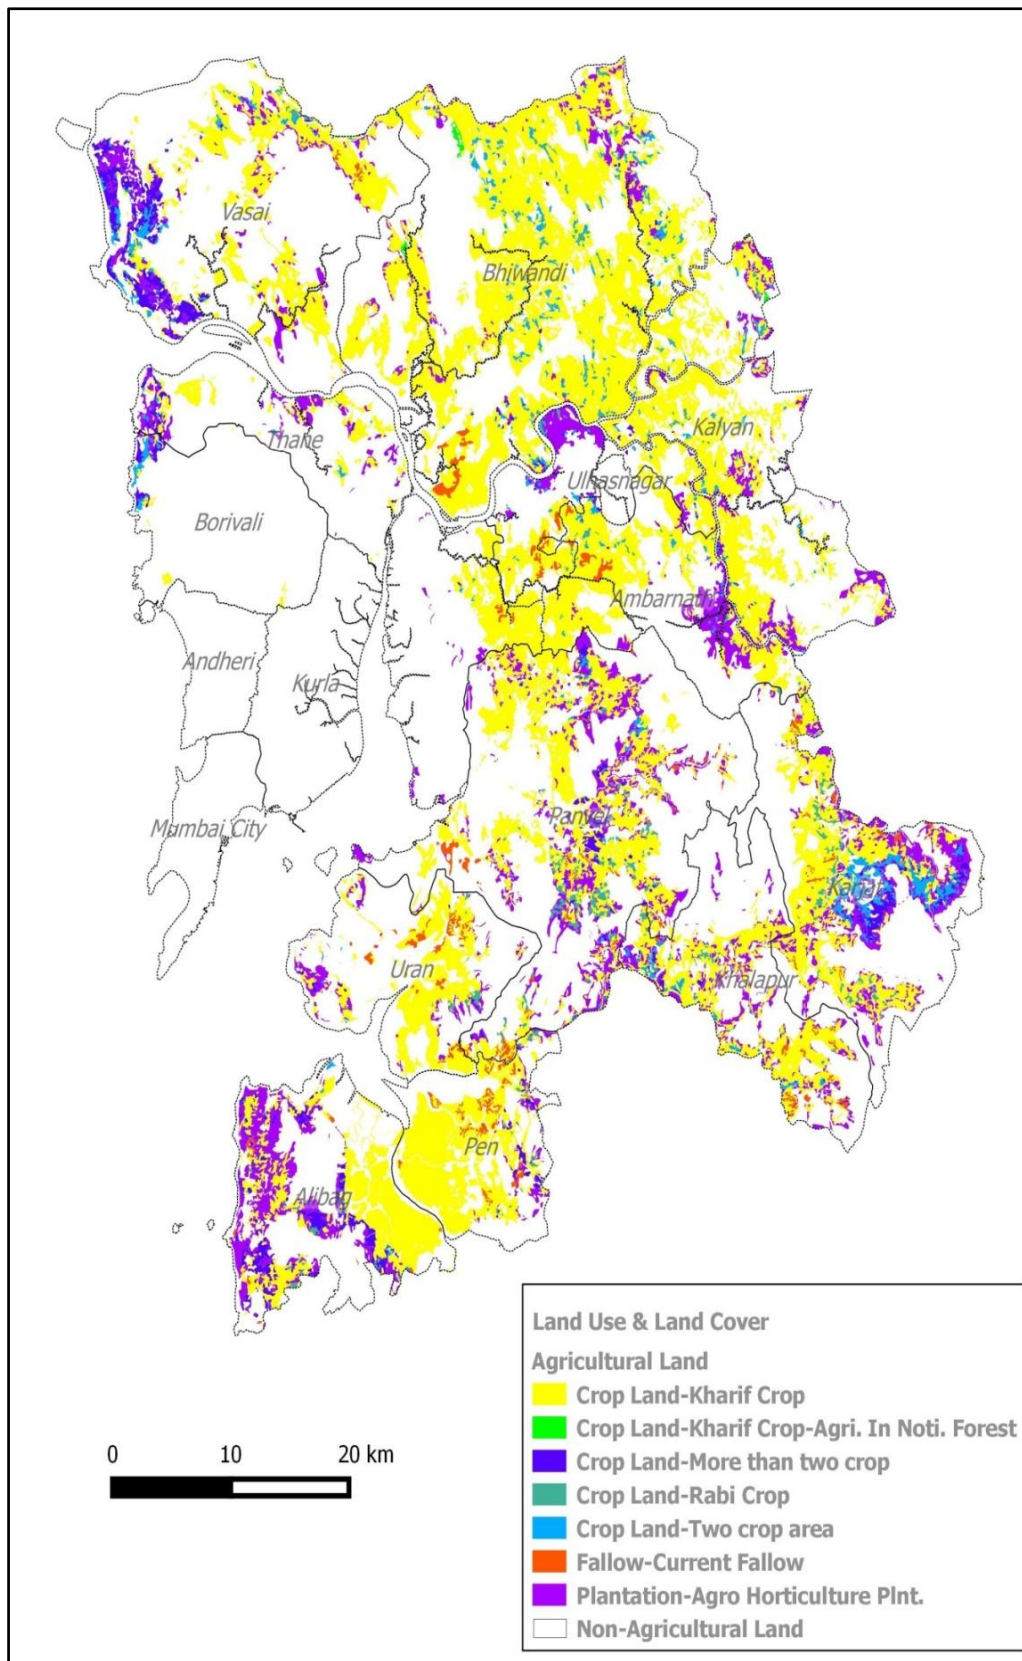 Vasai
Bhiwandi
Thane
Kalyan
Ulhasnagar
Borivali
Ambarnath
Andheri
Kurla
Mumbai City
Panvel
Karjat
Uran
Khalapur
Pen
Alibag
Land Use & Land Cover
Agricultural Land
Crop Land-Kharif Crop
Crop Land-Kharif Crop-Agri. In Noti. Forest
Crop Land-More than two crop
Crop Land-Rabi Crop
Crop Land-Two crop area
Fallow-Current Fallow
Plantation-Agro Horticulture Plnt.
Non-Agricultural Land
0 10 20 km